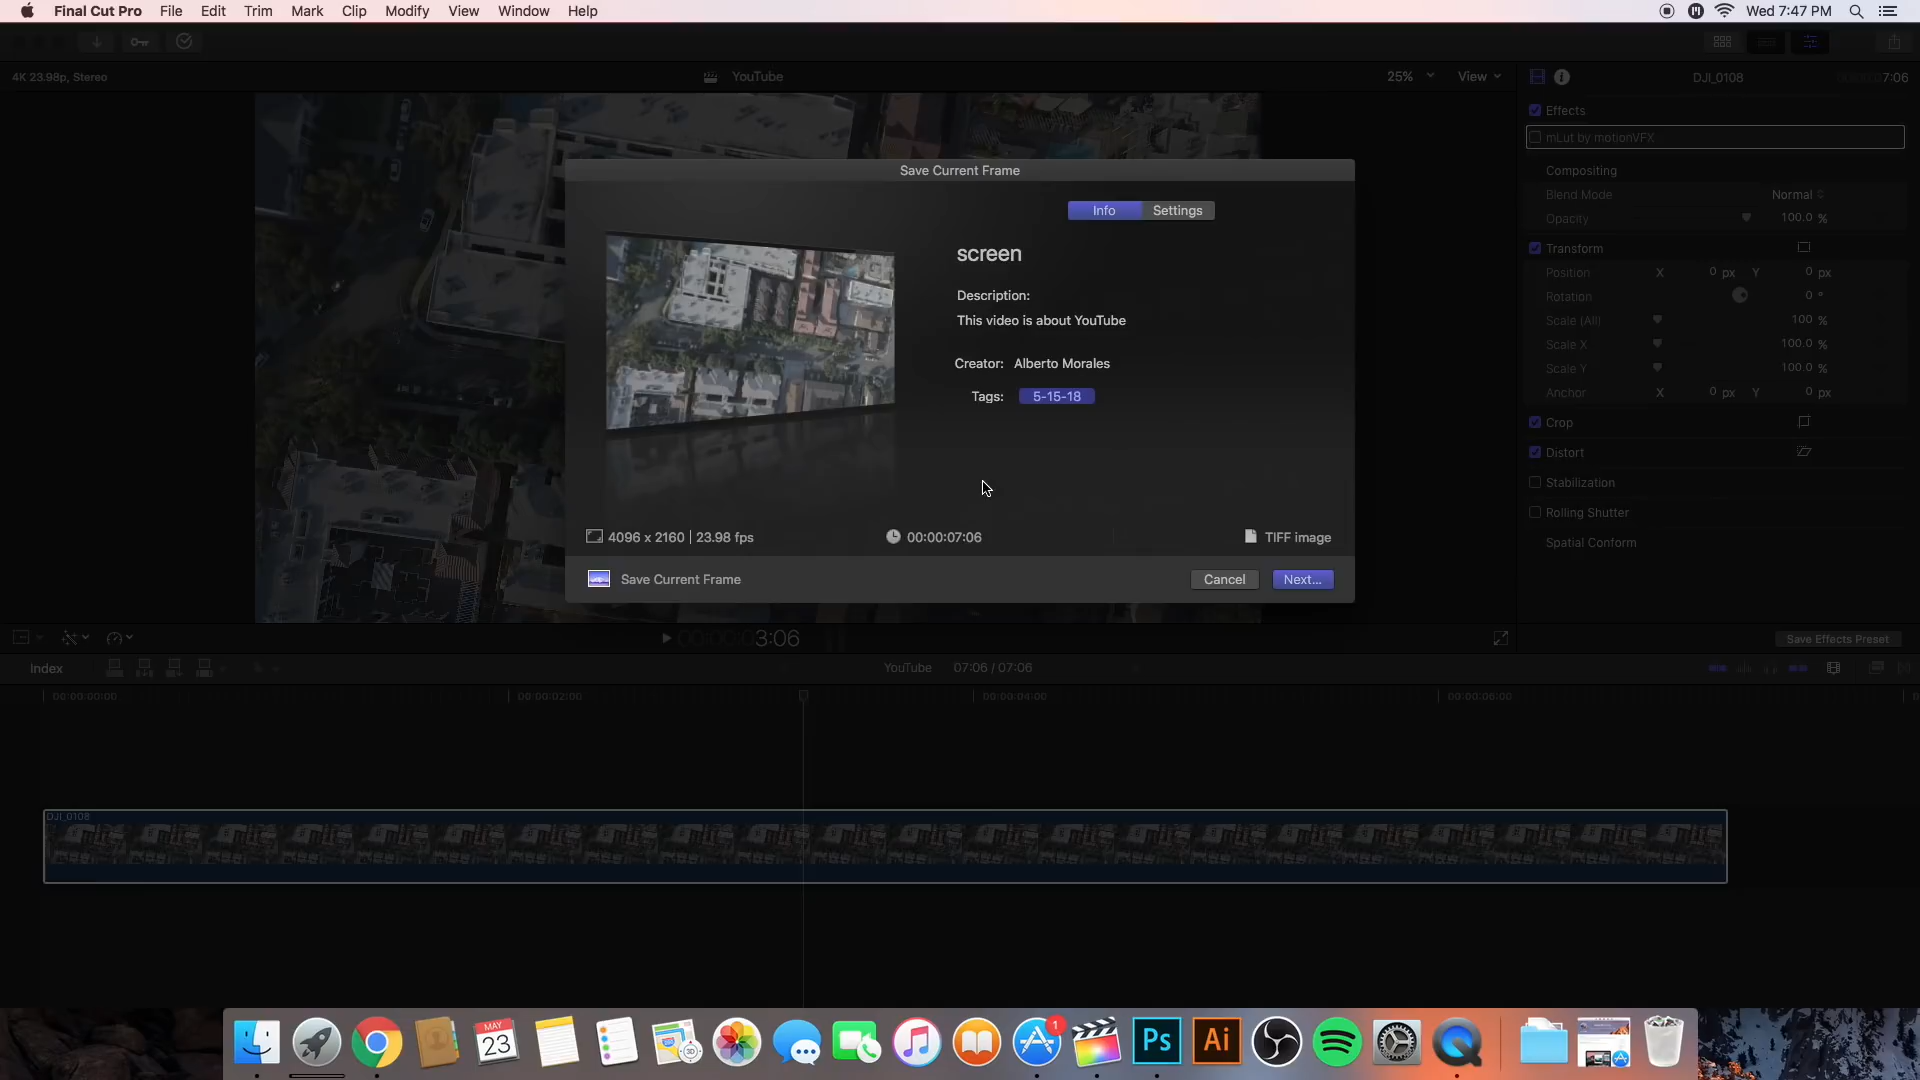 Final Cut Pro File Edit Trim Mark Clip Modify View Window Help Wed 7:47 PM
4K 23.98p, Stereo YouTube 25% View DJI_0108 7:06
Effects
mLut by motionVFX
Save Current Frame
Compositing
Blend Mode Normal
Info Settings
Opacity 100.0 %
screen
Transform
Position X 0 px Y 0 px
Description:
Rotation 0 °
This video is about YouTube
Scale (All) 100 %
Scale X 100.0 %
Creator: Alberto Morales
Scale Y 100.0 %
Tags: 5-15-18
Anchor X 0 px Y 0 px
Crop
Distort
Stabilization
Rolling Shutter
4096 x 2160 | 23.98 fps 00:00:07:06 TIFF image
Spatial Conform
Save Current Frame Cancel Next...
00:00:03:06 Save Effects Preset
Index YouTube 07:06 / 07:06
00:00:00:00 00:00:02:00 00:00:04:00 00:00:06:00
DJI_0108
MAY
23
3D
1
Ps
Ai